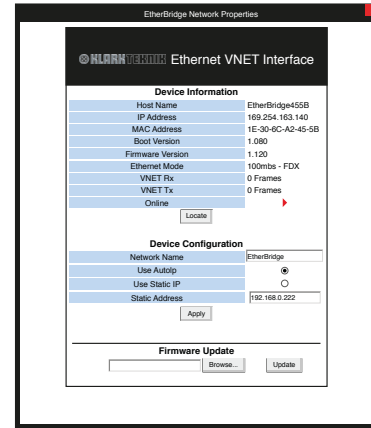 EtherBridge Network Properties
KLARK TEKNIK Ethernet VNET Interface
Device Information
Host Name EtherBridge455B
IP Address 169.254.163.140
MAC Address 1E-30-6C-A2-45-5B
Boot Version 1.080
Firmware Version 1.120
Ethernet Mode 100mbs - FDX
VNET Rx 0 Frames
VNET Tx 0 Frames
Online
Locate
Device Configuration
Network Name EtherBridge
Use AutoIp
Use Static IP
Static Address 192.168.0.222
Apply
Firmware Update
Browse... Update